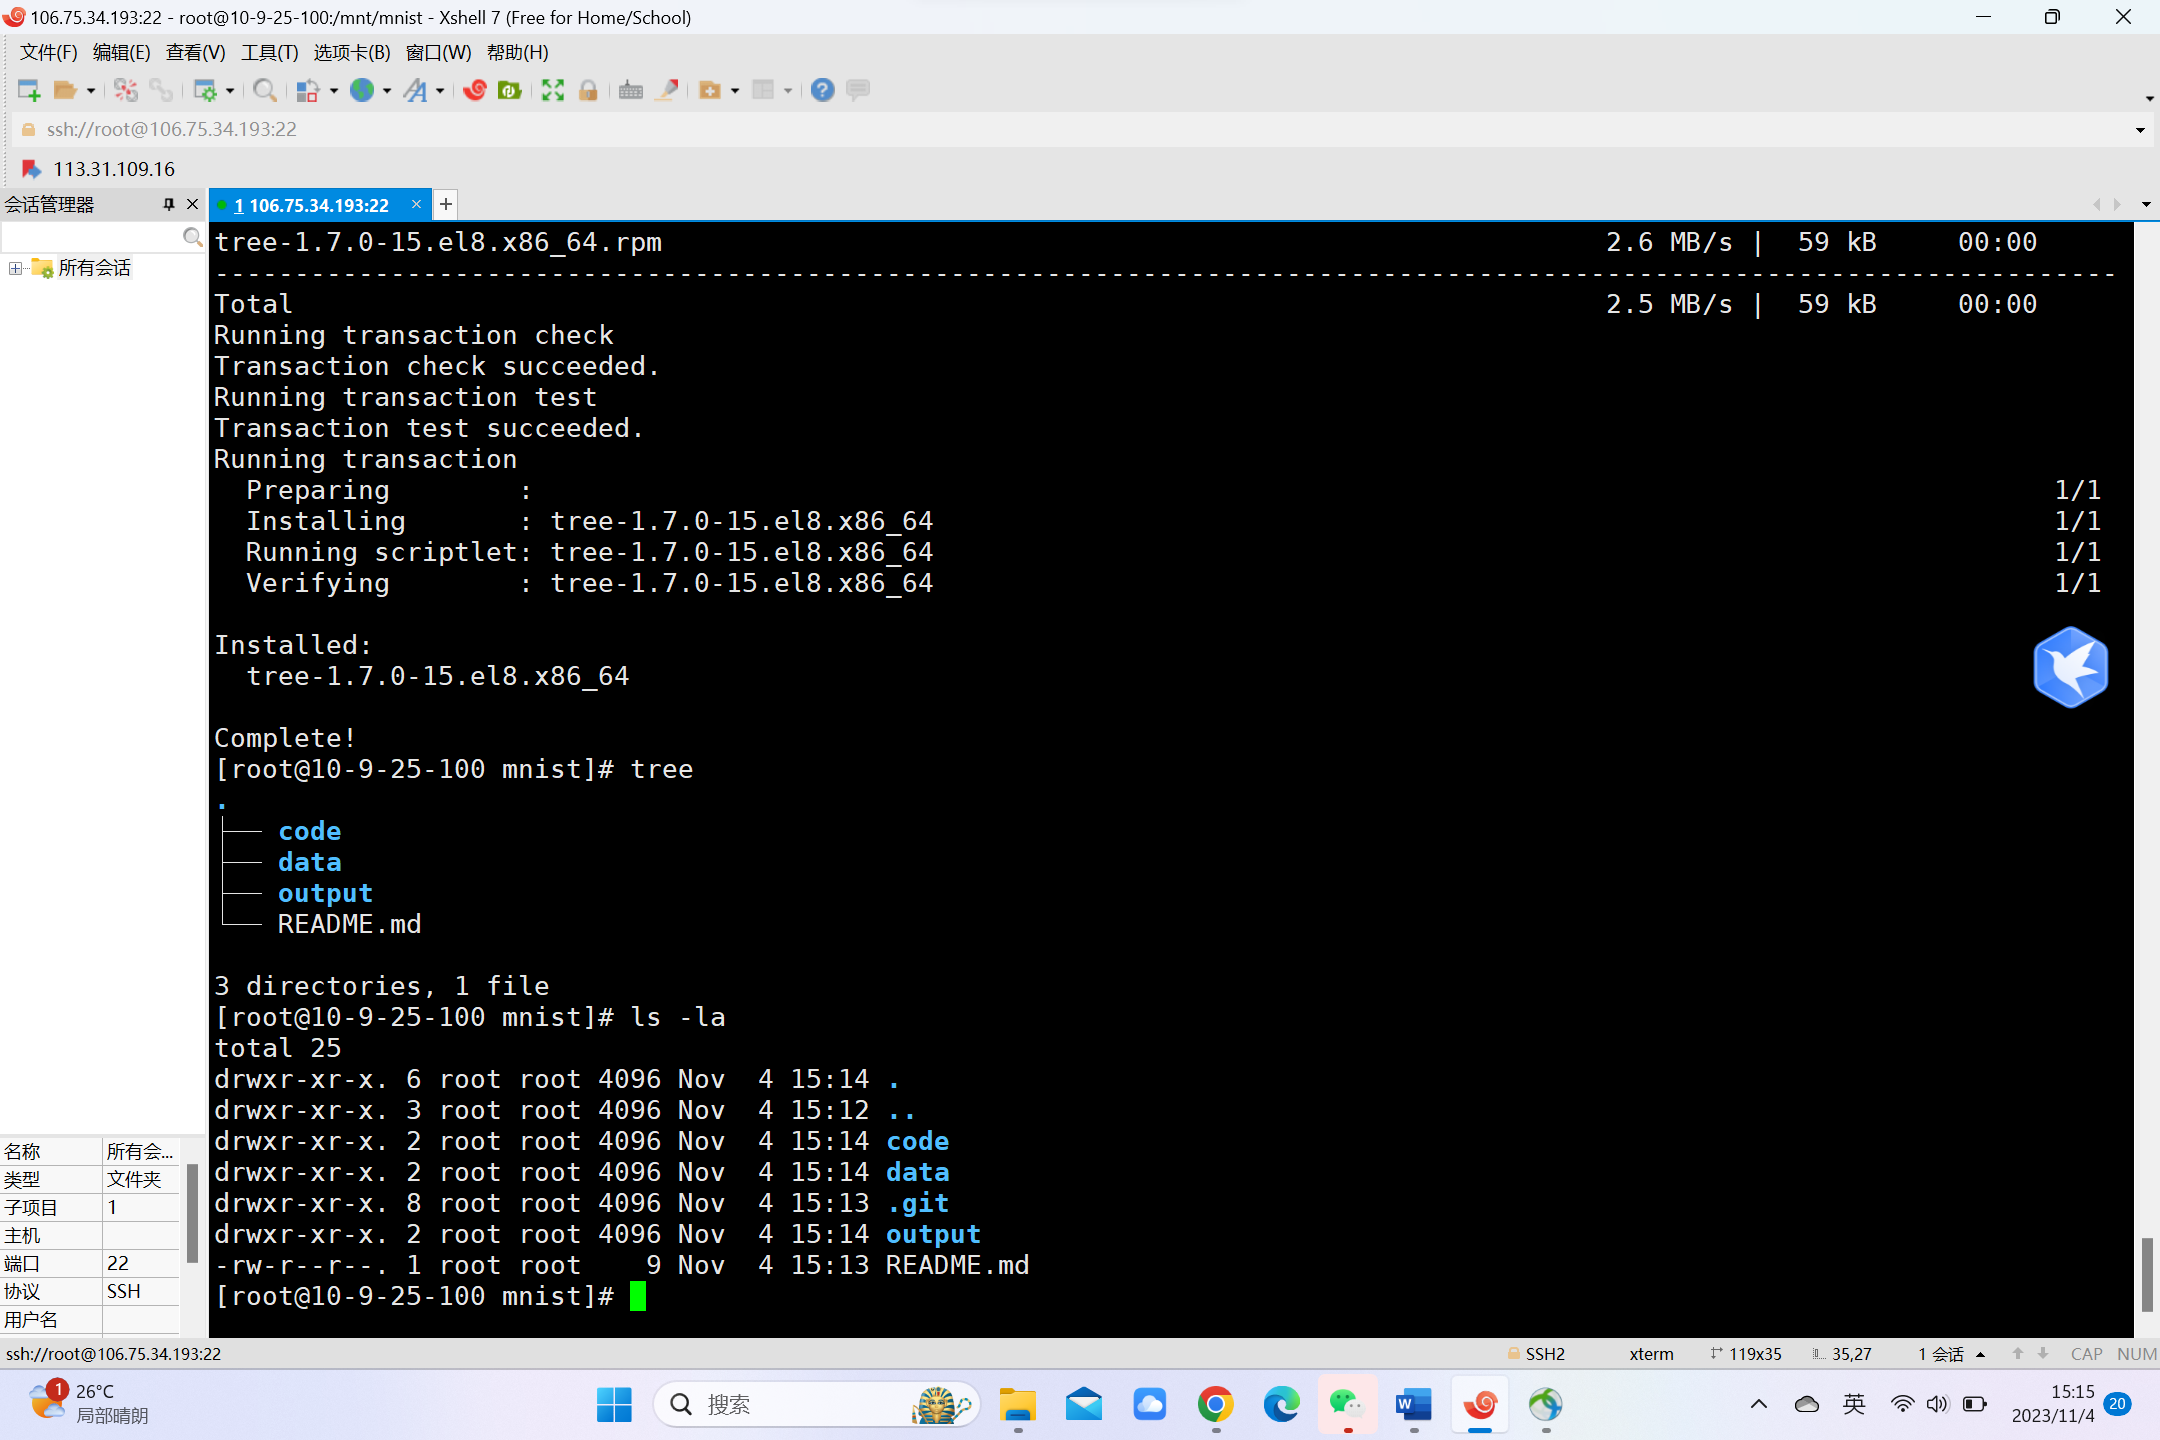 106.75.34.193:22 - root@10-9-25-100:/mnt/mnist - Xshell 7 (Free for Home/School)
文件(F) 编辑(E) 查看(V) 工具(T) 选项卡(B) 窗口(W) 帮助(H)
ssh://root@106.75.34.193:22
113.31.109.16
会话管理器
1 106.75.34.193:22
所有会话
tree-1.7.0-15.el8.x86_64.rpm 2.6 MB/s | 59 kB 00:00
-----------------------------------------------------------------------------------------------------------------------
Total 2.5 MB/s | 59 kB 00:00
Running transaction check
Transaction check succeeded.
Running transaction test
Transaction test succeeded.
Running transaction
Preparing : 1/1
Installing : tree-1.7.0-15.el8.x86_64 1/1
Running scriptlet: tree-1.7.0-15.el8.x86_64 1/1
Verifying : tree-1.7.0-15.el8.x86_64 1/1
Installed:
tree-1.7.0-15.el8.x86_64
Complete!
[root@10-9-25-100 mnist]# tree
.
├── code
├── data
├── output
└── README.md
3 directories, 1 file
[root@10-9-25-100 mnist]# ls -la
total 25
drwxr-xr-x. 6 root root 4096 Nov  4 15:14 .
drwxr-xr-x. 3 root root 4096 Nov  4 15:12 ..
drwxr-xr-x. 2 root root 4096 Nov  4 15:14 code
drwxr-xr-x. 2 root root 4096 Nov  4 15:14 data
drwxr-xr-x. 8 root root 4096 Nov  4 15:13 .git
drwxr-xr-x. 2 root root 4096 Nov  4 15:14 output
-rw-r--r--. 1 root root    9 Nov  4 15:13 README.md
[root@10-9-25-100 mnist]#
名称 所有会...
类型 文件夹
子项目 1
主机
端口 22
协议 SSH
用户名
ssh://root@106.75.34.193:22 SSH2 xterm 119x35 35,27 1 会话 CAP NUM
1 26°C
局部晴朗
搜索
英
15:15
2023/11/4
20